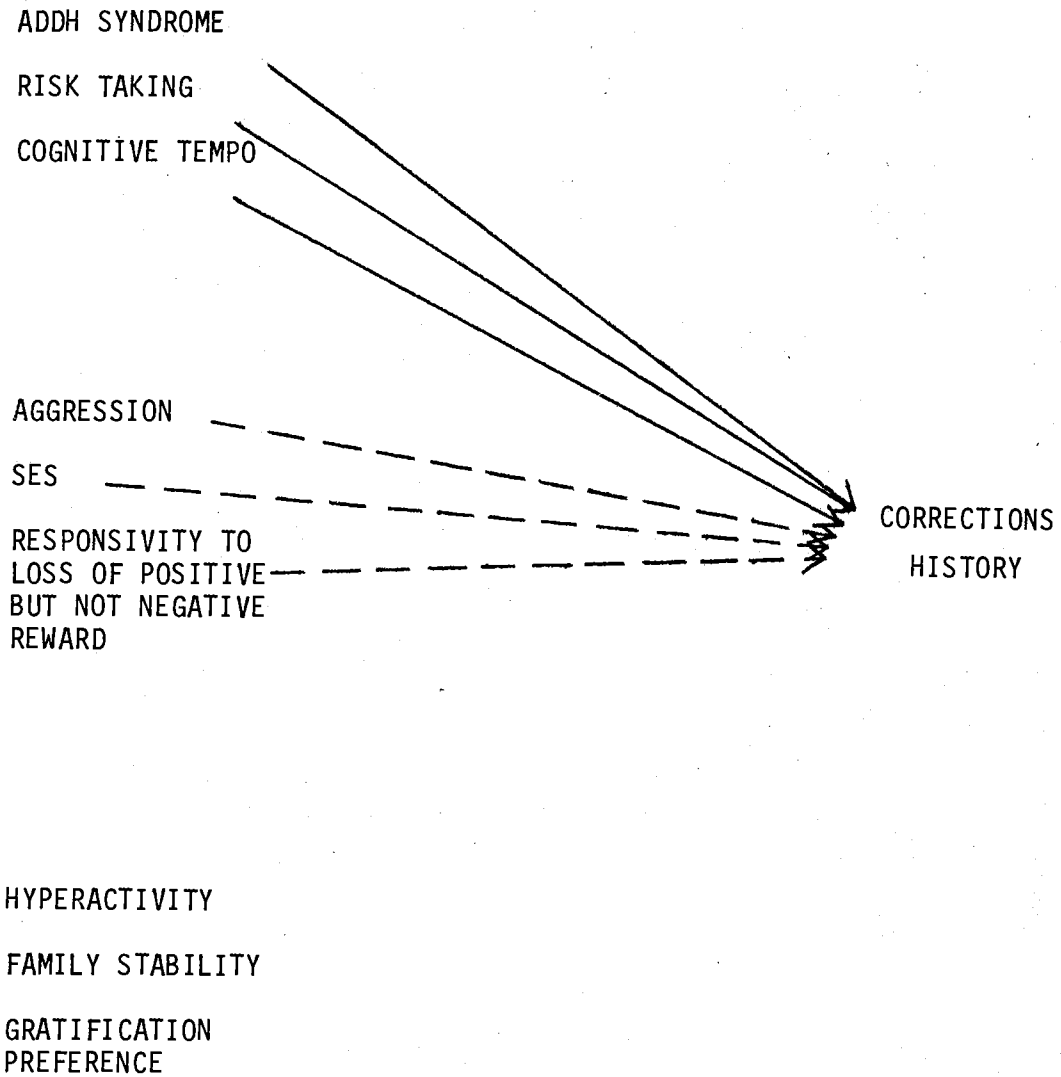 ADDH SYNDROME
RISK TAKING
COGNITIVE TEMPO
AGGRESSION
SES
RESPONSIVITY TO
LOSS OF POSITIVE
BUT NOT NEGATIVE
REWARD
CORRECTIONS
HISTORY
HYPERACTIVITY
FAMILY STABILITY
GRATIFICATION
PREFERENCE